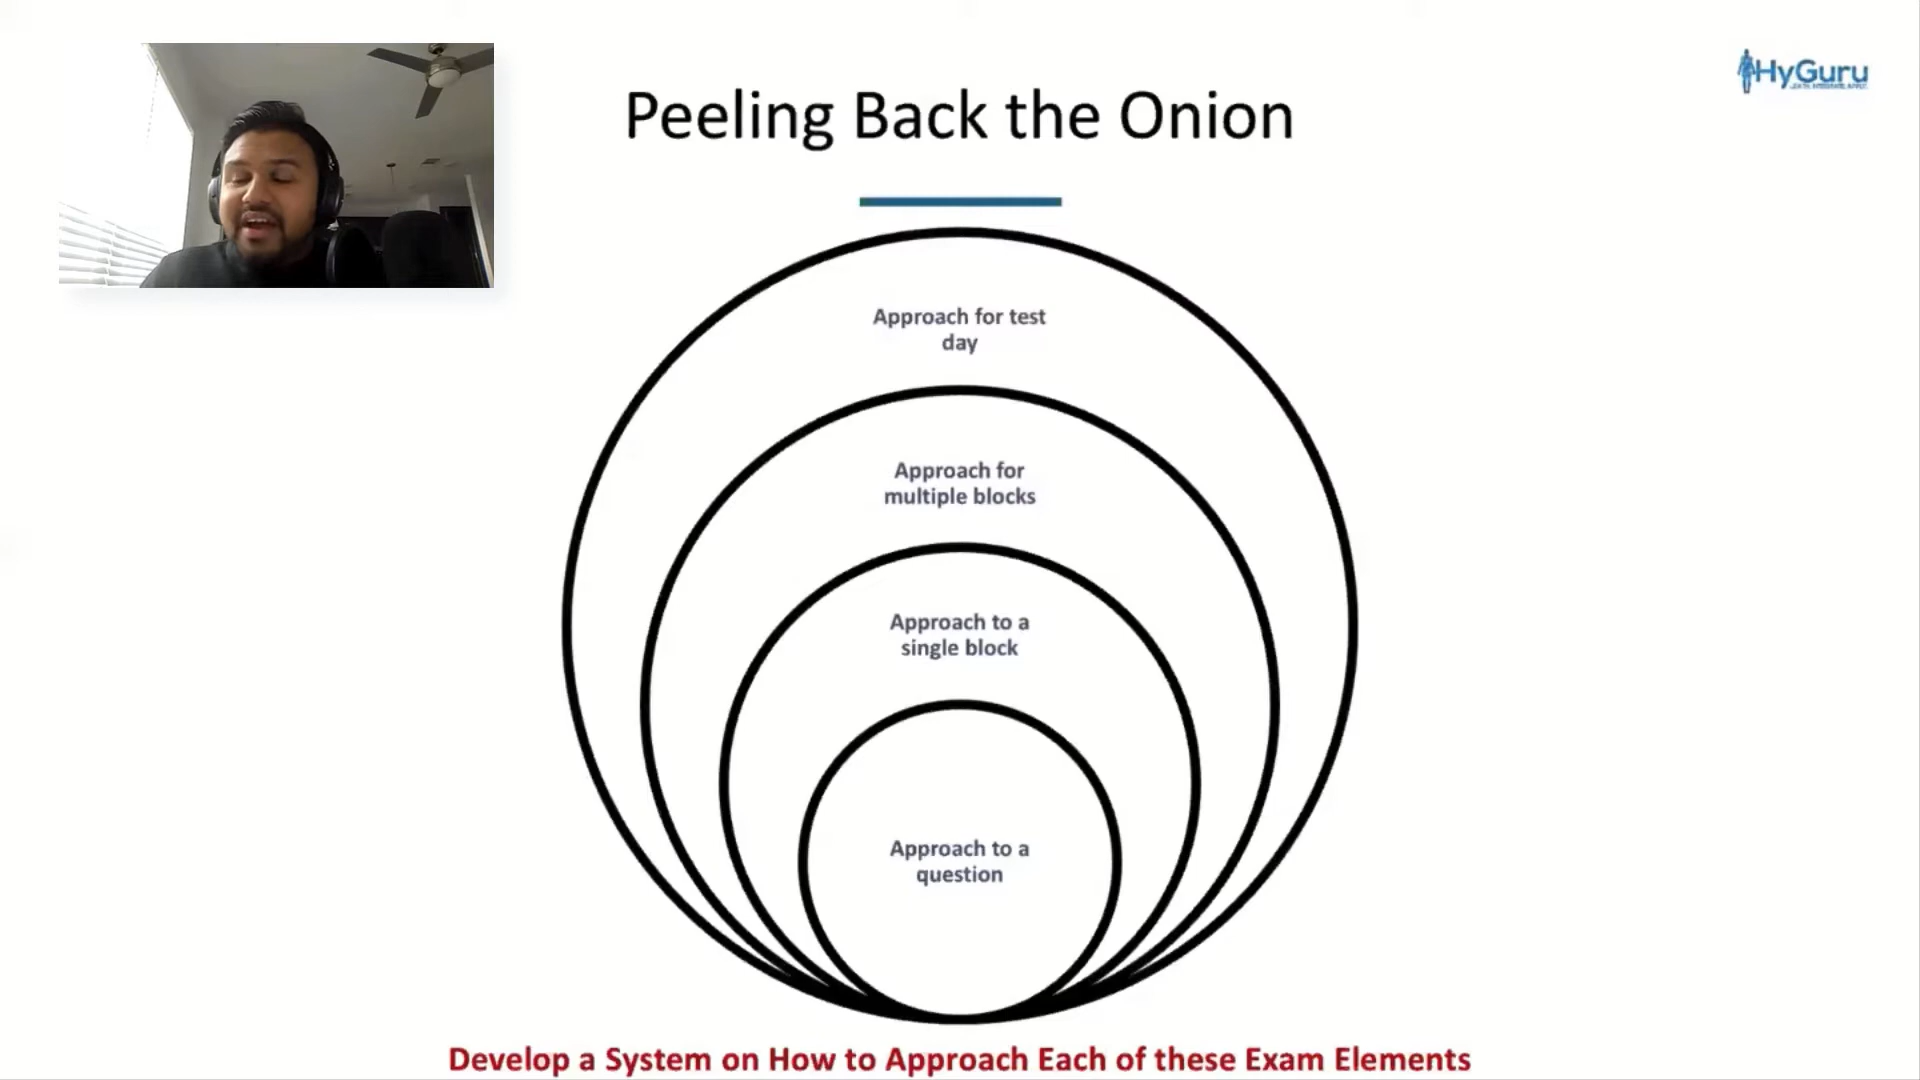 HyGuru
Peeling Back the Onion
Approach for test
day
Approach for
multiple blocks
Approach to a
single block
Approach to a
question
Develop a System on How to Approach Each of these Exam Elements